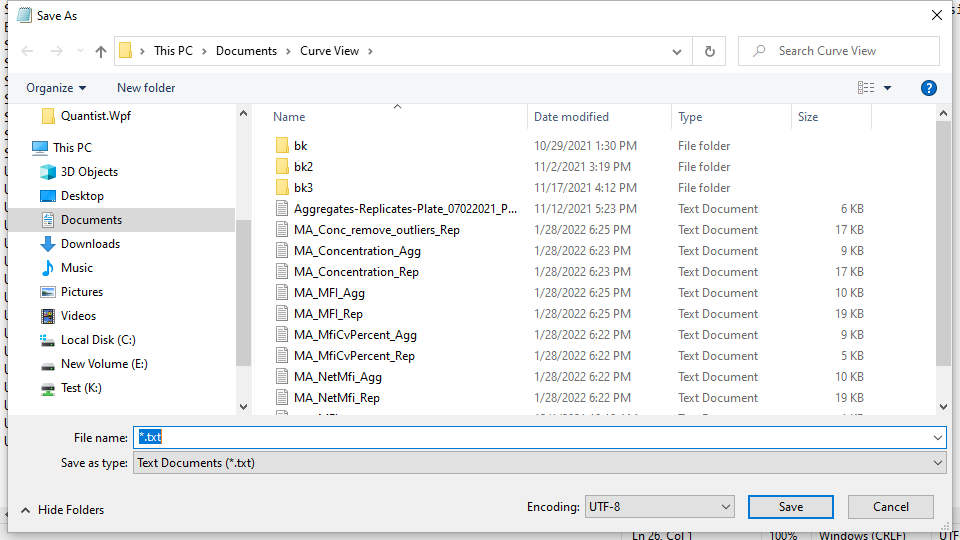 Save As
This PC > Documents > Curve View >
Search Curve View
Organize
New folder
?
Quantist.Wpf
This PC
3D Objects
Desktop
Documents
Downloads
Music
Pictures
Videos
Local Disk (C:)
New Volume (E:)
Test (K:)
Name Date modified Type Size
bk 10/29/2021 1:30 PM File folder
bk2 11/2/2021 3:19 PM File folder
bk3 11/17/2021 4:12 PM File folder
Aggregates-Replicates-Plate_07022021_P... 11/12/2021 5:23 PM Text Document 6 KB
MA_Conc_remove_outliers_Rep 1/28/2022 6:25 PM Text Document 17 KB
MA_Concentration_Agg 1/28/2022 6:23 PM Text Document 9 KB
MA_Concentration_Rep 1/28/2022 6:23 PM Text Document 17 KB
MA_MFI_Agg 1/28/2022 6:25 PM Text Document 10 KB
MA_MFI_Rep 1/28/2022 6:25 PM Text Document 19 KB
MA_MfiCvPercent_Agg 1/28/2022 6:22 PM Text Document 9 KB
MA_MfiCvPercent_Rep 1/28/2022 6:22 PM Text Document 5 KB
MA_NetMfi_Agg 1/28/2022 6:22 PM Text Document 10 KB
MA_NetMfi_Rep 1/28/2022 6:22 PM Text Document 19 KB
File name: *.txt
Save as type: Text Documents (*.txt)
Hide Folders
Encoding: UTF-8
Save
Cancel
Ln 26, Col 1 100% Windows (CRLF) UTF